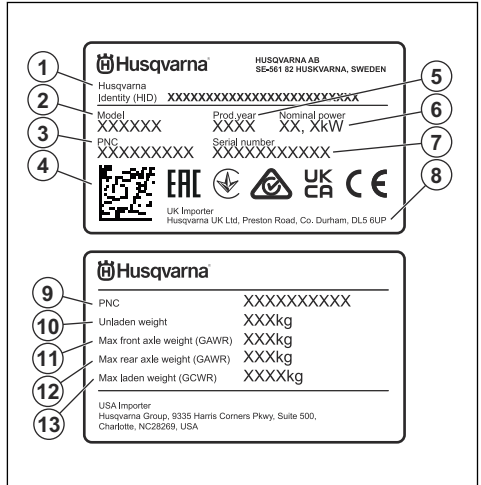 Husqvarna
HUSQVARNA AB
SE-561 82 HUSKVARNA, SWEDEN
1
Husqvarna
Identity (HID) XXXXXXXXXXXXXXXXXXXXXXXXX
5
2
Model Prod.year Nominal power
XXXXXX XXXX XX, XkW
6
3
PNC Serial number
XXXXXXXXX XXXXXXXXXXX
7
4
EAC UK CA CE
8
UK Importer
Husqvarna UK Ltd, Preston Road, Co. Durham, DL5 6UP
Husqvarna
9
PNC XXXXXXXXXX
10
Unladen weight XXXkg
11
Max front axle weight (GAWR) XXXkg
12
Max rear axle weight (GAWR) XXXkg
13
Max laden weight (GCWR) XXXXkg
USA Importer
Husqvarna Group, 9335 Harris Corners Pkwy, Suite 500,
Charlotte, NC28269, USA